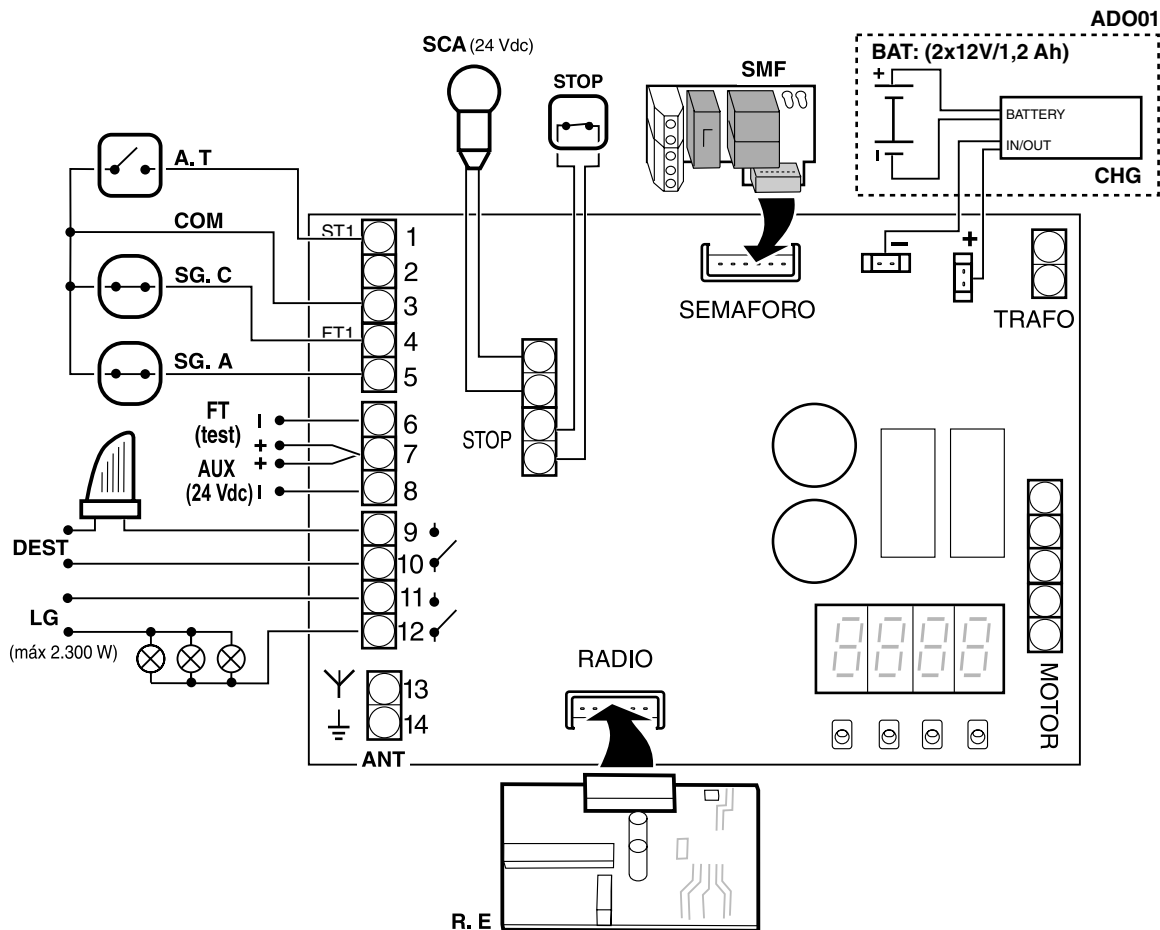 ADO01
SCA (24 Vdc)
STOP
SMF
BAT: (2x12V/1,2 Ah)
+
BATTERY
IN/OUT
CHG
A. T
COM
ST1
1
2
SG. C
3
FT1
4
SG. A
5
SEMAFORO
-
+
TRAFO
FT
(test)
6
+
+
7
AUX
(24 Vdc)
8
STOP
DEST
9
10
LG
(máx 2.300 W)
11
12
RADIO
8888
MOTOR
13
14
ANT
R. E